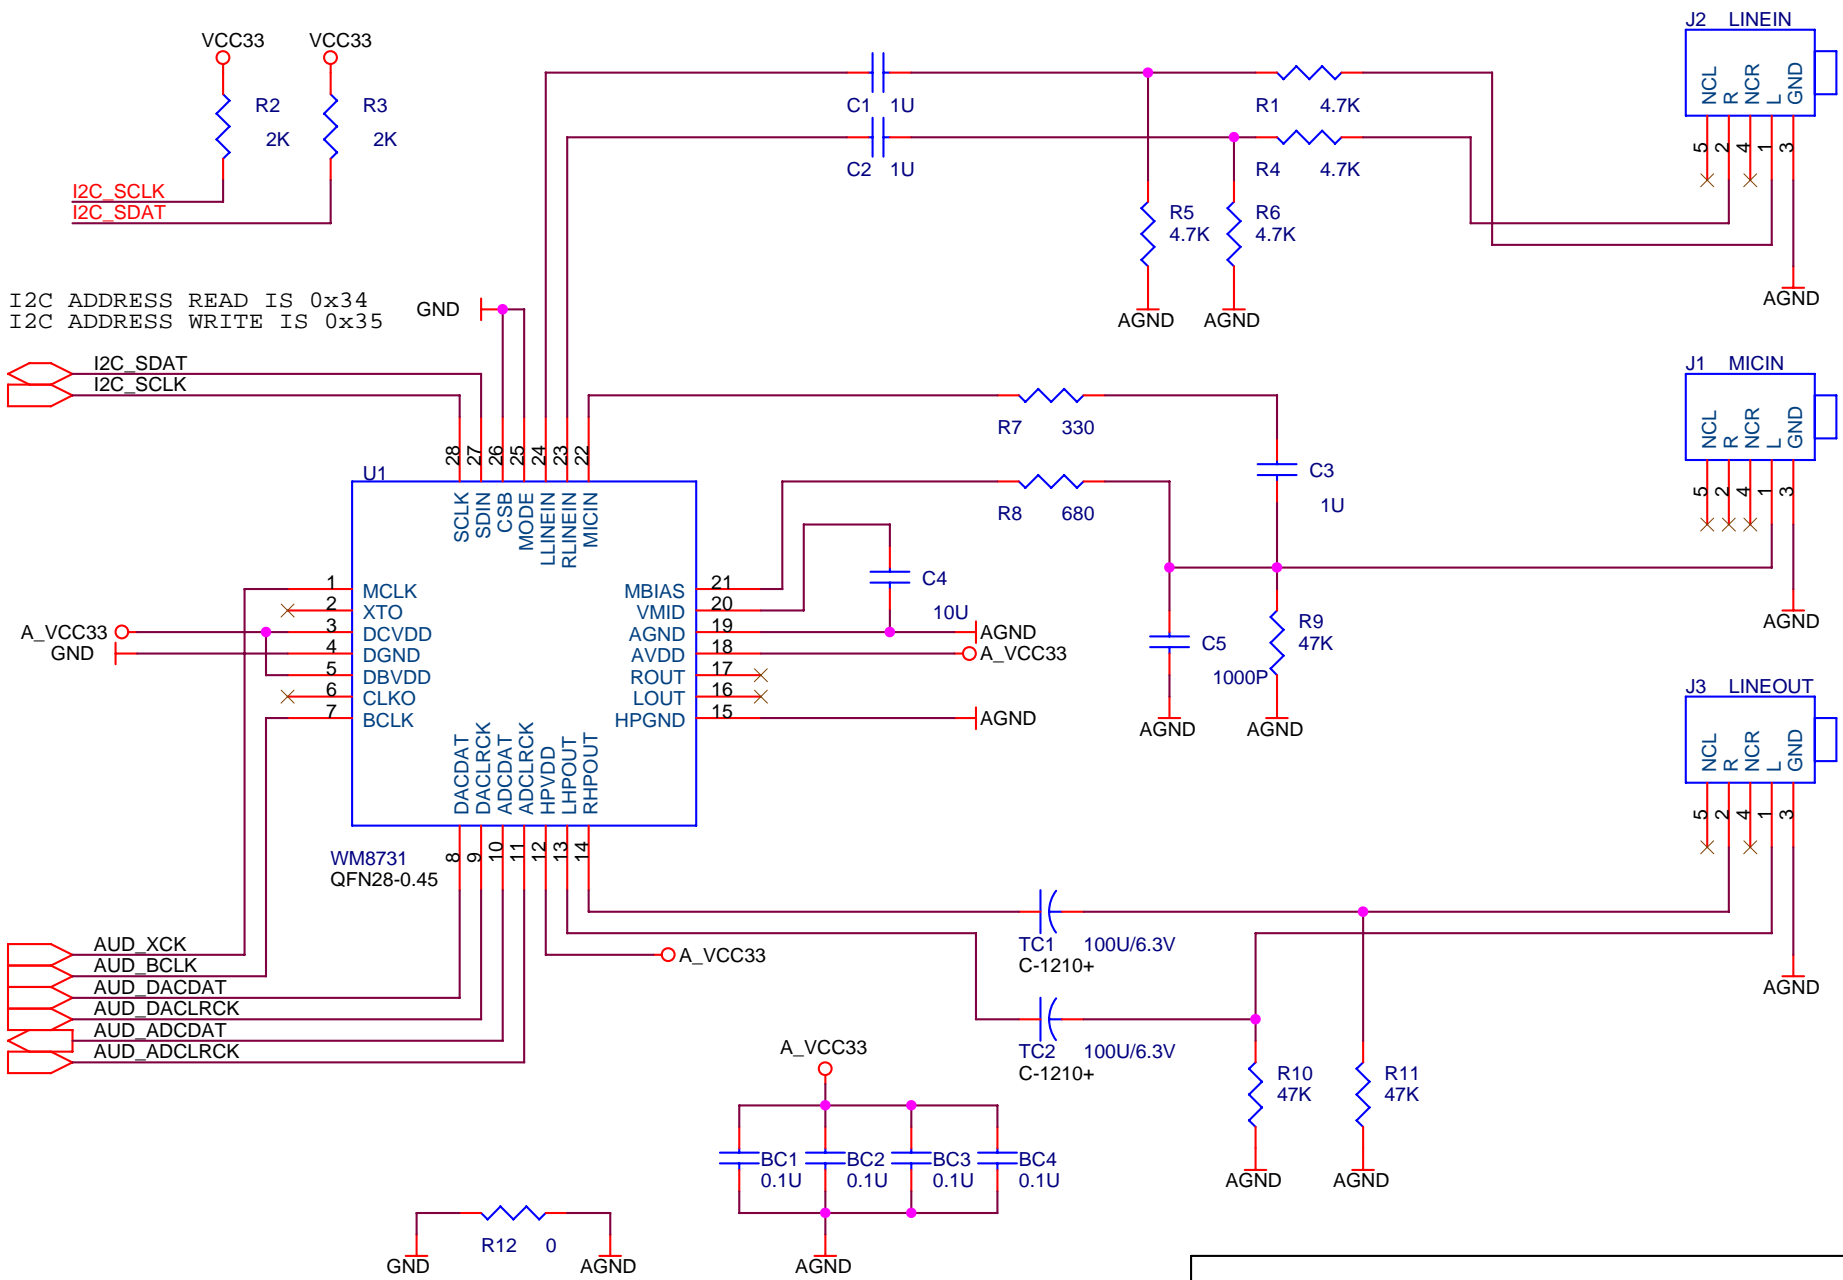 J2 LINEIN
NCL R NCR L GND
5 2 4 1 3
AGND
VCC33 VCC33
R2 2K
R3 2K
I2C_SCLK
I2C_SDAT
C1 1U
C2 1U
R1 4.7K
R4 4.7K
R5 4.7K
R6 4.7K
AGND AGND
I2C ADDRESS READ IS 0x34
I2C ADDRESS WRITE IS 0x35
GND
I2C_SDAT
I2C_SCLK
J1 MICIN
NCL R NCR L GND
5 2 4 1 3
AGND
R7 330
R8 680
C3 1U
C4 10U
C5 1000P
R9 47K
AGND AGND
U1
28 27 26 25 24 23 22
SCLK SDIN CSB MODE LLINEIN RLINEIN MICIN
1 MCLK
2 XTO
3 DCVDD
4 DGND
5 DBVDD
6 CLKO
7 BCLK
A_VCC33
GND
MBIAS 21
VMID 20
AGND 19 AGND
AVDD 18 A_VCC33
ROUT 17
LOUT 16
HPGND 15 AGND
DACDAT DACLRCK ADCDAT ADCLRCK HPVDD LHPOUT RHPOUT
8 9 10 11 12 13 14
WM8731
QFN28-0.45
J3 LINEOUT
NCL R NCR L GND
5 2 4 1 3
AGND
AUD_XCK
AUD_BCLK
AUD_DACDAT
AUD_DACLRCK
AUD_ADCDAT
AUD_ADCLRCK
A_VCC33
TC1 100U/6.3V
C-1210+
TC2 100U/6.3V
C-1210+
R10 47K
R11 47K
AGND AGND
A_VCC33
BC1 0.1U
BC2 0.1U
BC3 0.1U
BC4 0.1U
AGND
R12 0
GND AGND